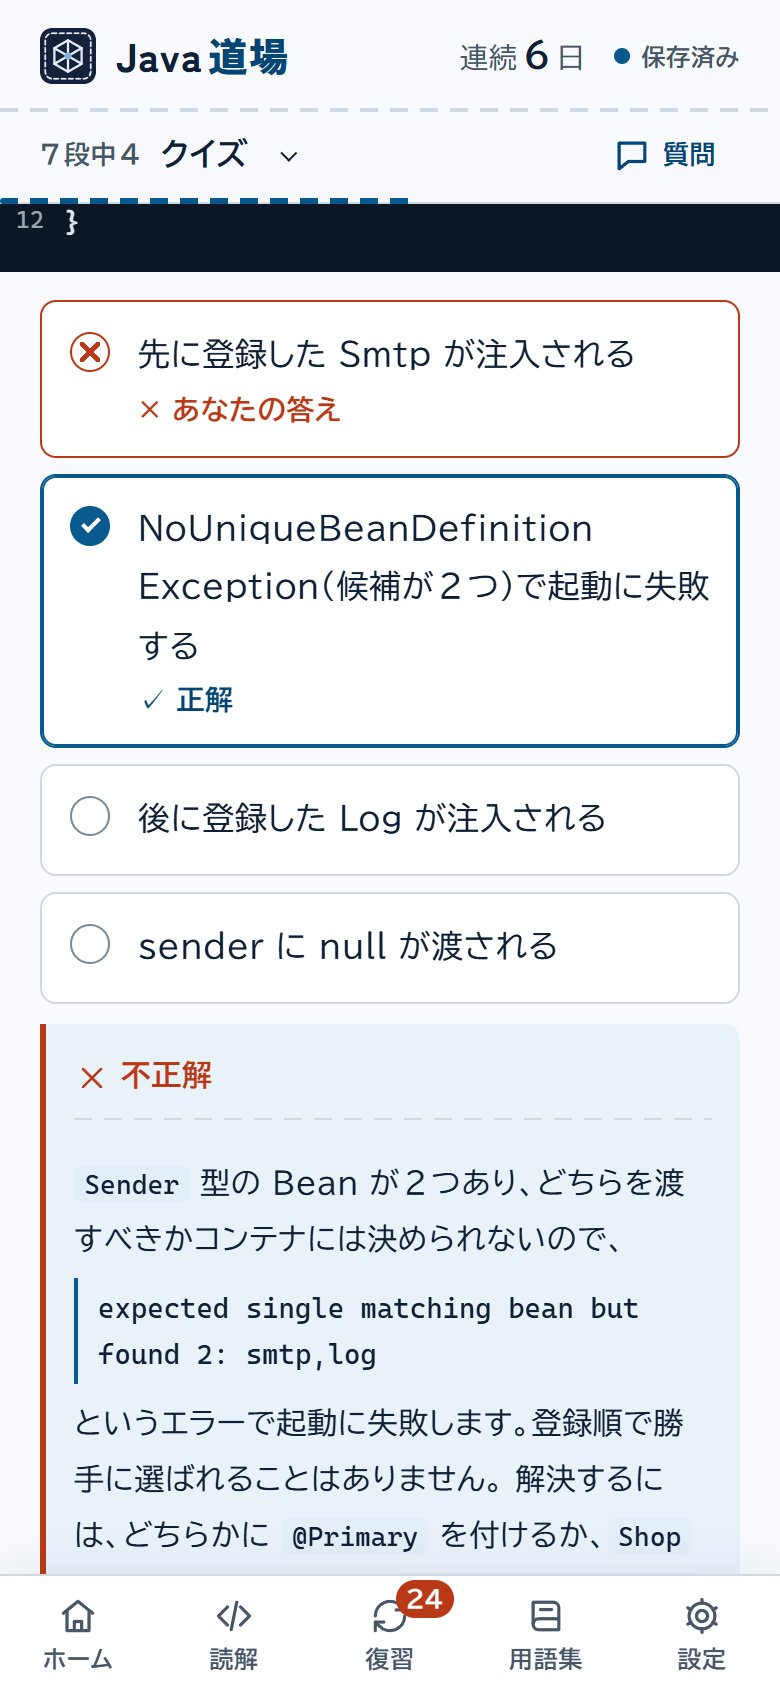 Java道場
連続 6 日
保存済み
7段中4 クイズ
質問
12 }
先に登録した Smtp が注入される
× あなたの答え
NoUniqueBeanDefinition
Exception(候補が2つ)で起動に失敗
する
✓ 正解
後に登録した Log が注入される
sender に null が渡される
× 不正解
Sender 型の Bean が2つあり、どちらを渡
すべきかコンテナには決められないので、
expected single matching bean but
found 2: smtp,log
というエラーで起動に失敗します。登録順で勝
手に選ばれることはありません。解決するに
は、どちらかに @Primary を付けるか、Shop
24
ホーム
読解
復習
用語集
設定